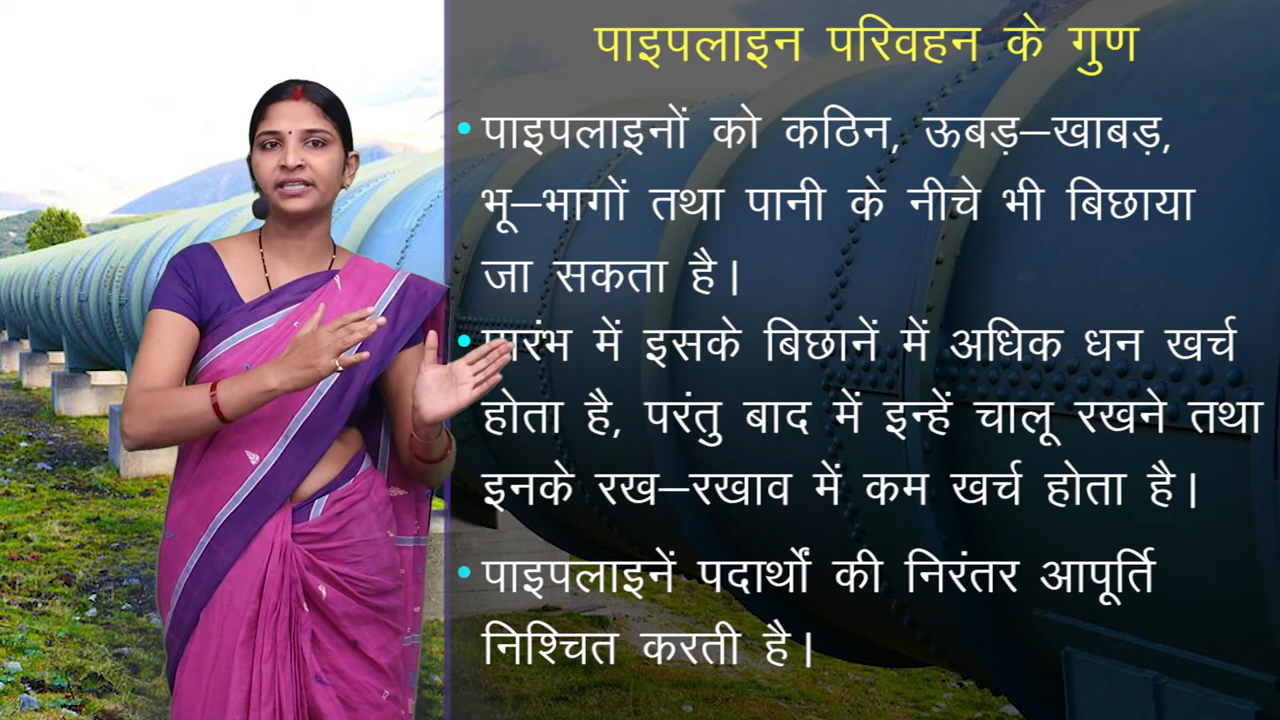 पाइपलाइन परिवहन के गुण
• पाइपलाइनों को कठिन, ऊबड़–खाबड़,
भू–भागों तथा पानी के नीचे भी बिछाया
जा सकता है।
• प्रारंभ में इसके बिछानें में अधिक धन खर्च
होता है, परंतु बाद में इन्हें चालू रखने तथा
इनके रख–रखाव में कम खर्च होता है।
• पाइपलाइनें पदार्थों की निरंतर आपूर्ति
निश्चित करती है।